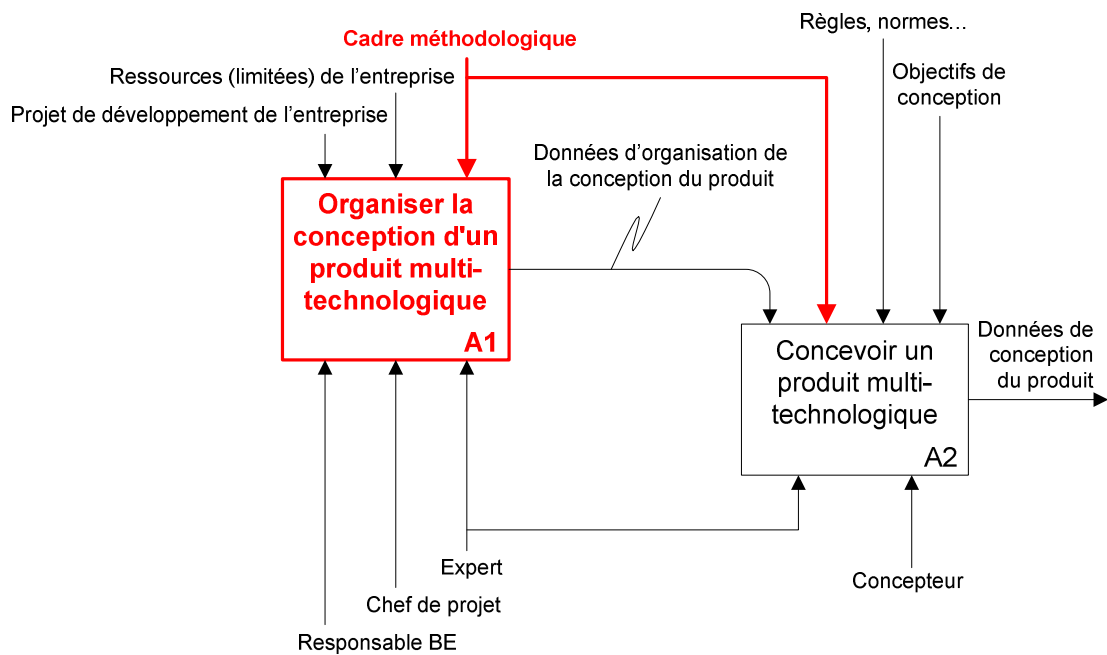 Règles, normes…
Cadre méthodologique
Ressources (limitées) de l’entreprise
Objectifs de
conception
Projet de développement de l’entreprise
Données d’organisation de
la conception du produit
Organiser la
conception d'un
produit multi-
technologique
A1
Concevoir un
produit multi-
technologique
A2
Données de
conception
du produit
Expert
Concepteur
Chef de projet
Responsable BE